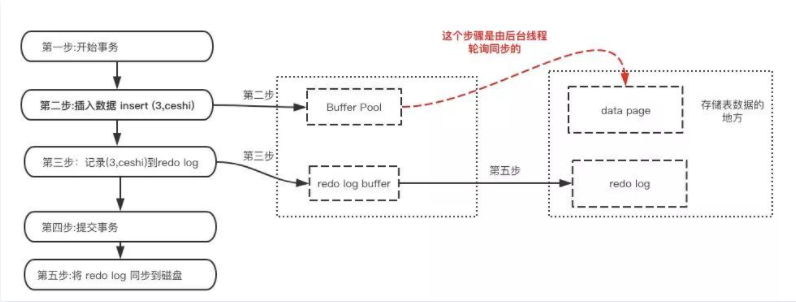 这个步骤是由后台线程
轮询同步的
第一步:开始事务
第二步:插入数据 insert (3,ceshi)
第二步
Buffer Pool
data page
存储表数据的
地方
第三步：记录(3,ceshi)到redo log
第三步
redo log buffer
第五步
redo log
第四步:提交事务
第五步:将 redo log 同步到磁盘